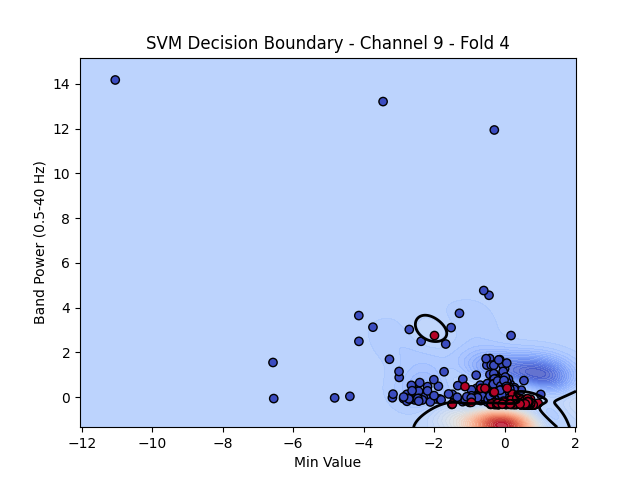 SVM Decision Boundary - Channel 9 - Fold 4
Band Power (0.5-40 Hz)
14
12
10
8
6
4
2
0
−12 −10 −8 −6 −4 −2 0 2
Min Value